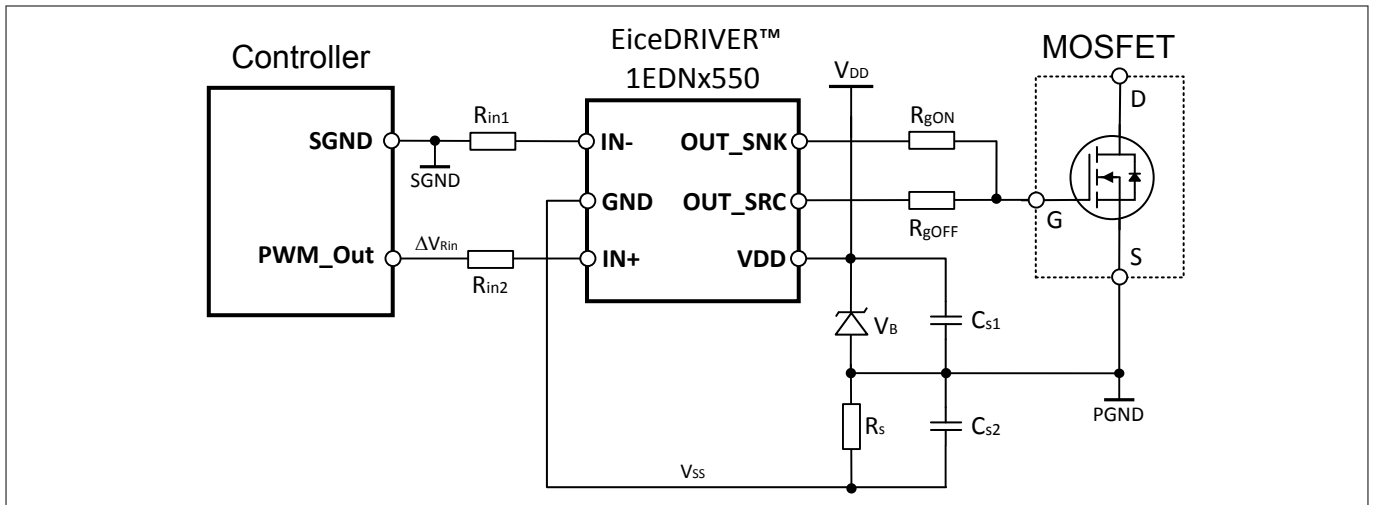 Controller
EiceDRIVER™
1EDNx550
MOSFET
VDD
D
SGND
Rin1
IN-
OUT_SNK
RgON
SGND
GND
OUT_SRC
RgOFF
G
PWM_Out
ΔVRin
Rin2
IN+
VDD
S
VB
Cs1
Rs
Cs2
PGND
VSS